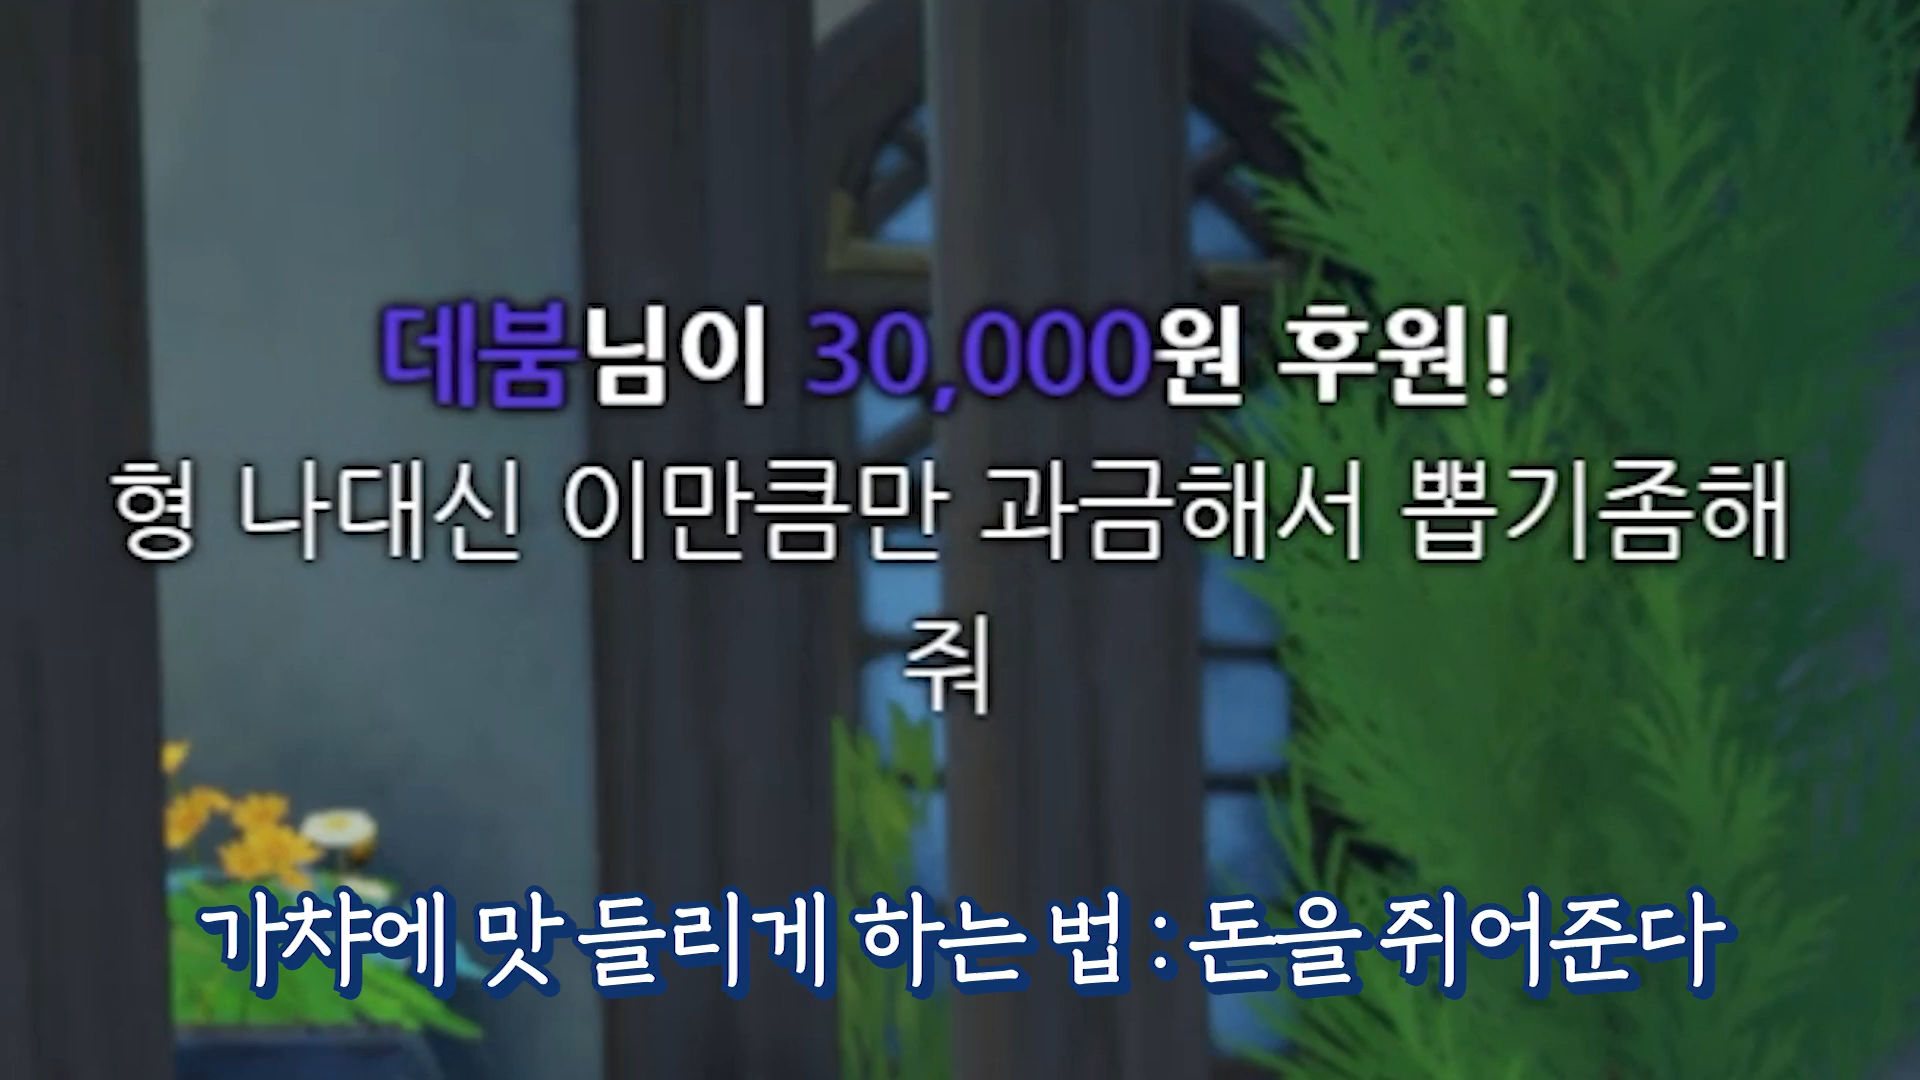 데붐님이 30,000원 후원!
형 나대신 이만큼만 과금해서 뽑기좀해
줘
가챠에 맛 들리게 하는 법 : 돈을 쥐어준다